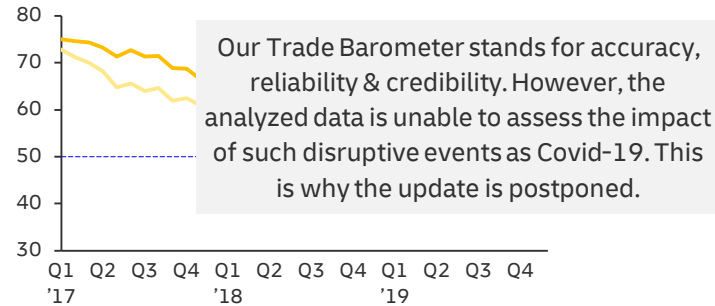 80
70
60
50
40
30
Our Trade Barometer stands for accuracy,
reliability & credibility. However, the
analyzed data is unable to assess the impact
of such disruptive events as Covid-19. This
is why the update is postponed.
Q1 Q2 Q3 Q4 Q1 Q2 Q3 Q4 Q1 Q2 Q3 Q4
'17 '18 '19